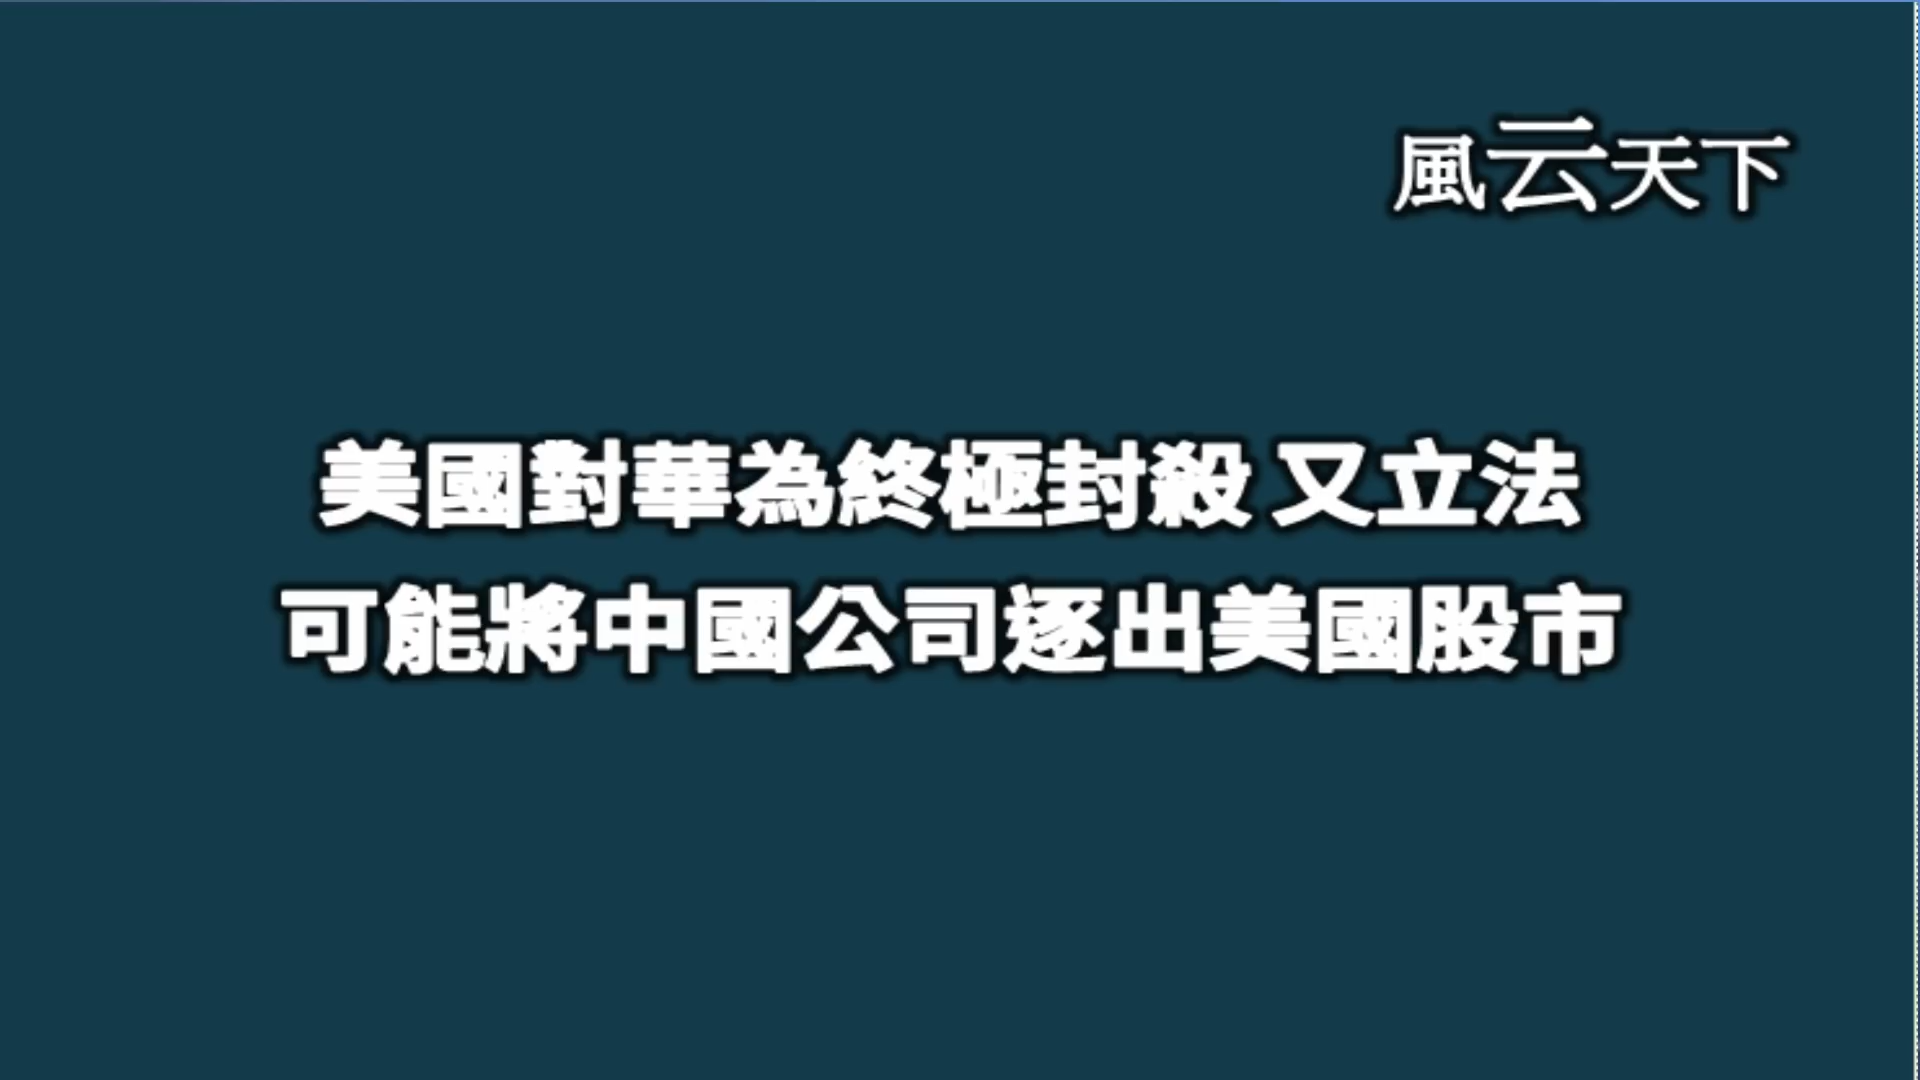 風云天下
美國對華為終極封殺 又立法
可能將中國公司逐出美國股市